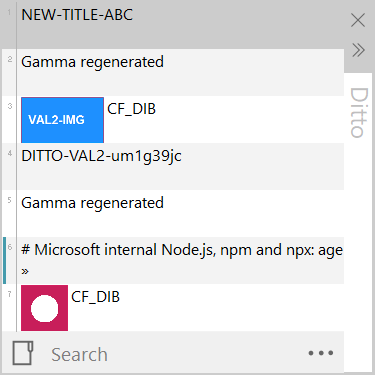 1 NEW-TITLE-ABC
2 Gamma regenerated
3 VAL2-IMG CF_DIB
4 DITTO-VAL2-um1g39jc
5 Gamma regenerated
6 # Microsoft internal Node.js, npm and npx: age
»
7 CF_DIB
Search
Ditto